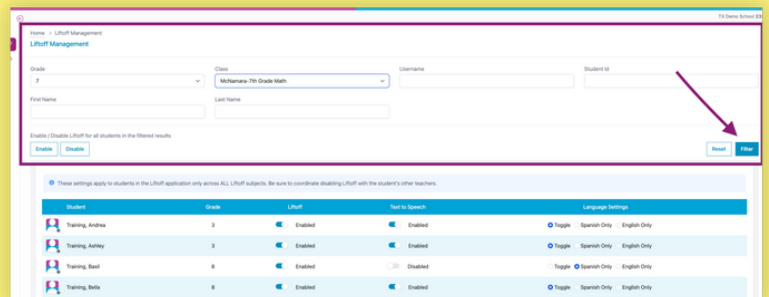 TX Demo School
Home > Liftoff Management
Liftoff Management
Grade Class Username Student Id
7 McNamara-7th Grade Math
First Name Last Name
Enable / Disable Liftoff for all students in the filtered results
Enable Disable Reset Filter
These settings apply to students in the Liftoff application only across ALL Liftoff subjects. Be sure to coordinate disabling Liftoff with the student's other teachers.
Student Grade Liftoff Text to Speech Language Settings
Training, Andrea 3 Enabled Enabled Toggle Spanish Only English Only
Training, Ashley 3 Enabled Enabled Toggle Spanish Only English Only
Training, Basil 8 Enabled Disabled Toggle Spanish Only English Only
Training, Bella 8 Enabled Enabled Toggle Spanish Only English Only